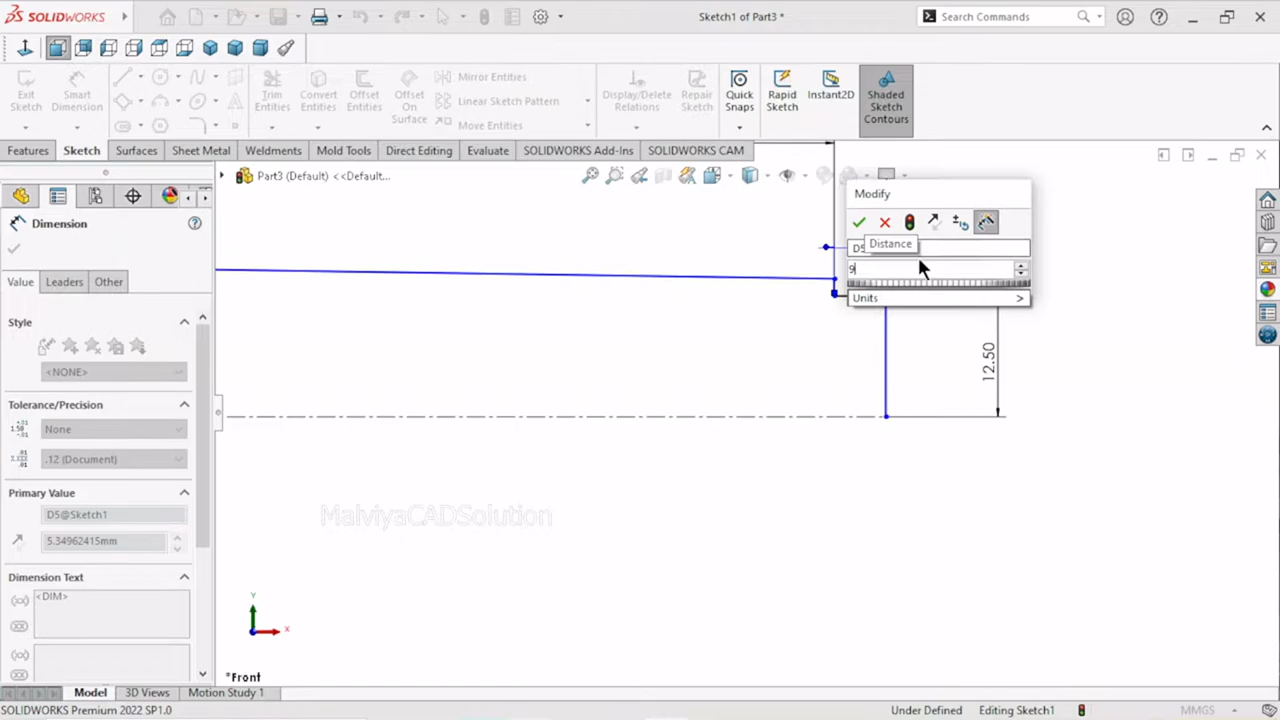 SOLIDWORKS
Sketch1 of Part3 *
Search Commands
Exit Sketch
Smart Dimension
Trim Entities
Convert Entities
Offset Entities
Offset On Surface
Mirror Entities
Linear Sketch Pattern
Move Entities
Display/Delete Relations
Repair Sketch
Quick Snaps
Rapid Sketch
Instant2D
Shaded Sketch Contours
Features
Sketch
Surfaces
Sheet Metal
Weldments
Mold Tools
Direct Editing
Evaluate
SOLIDWORKS Add-Ins
SOLIDWORKS CAM
Part3 (Default) <<Default...
Dimension
Value
Leaders
Other
Style
<NONE>
Tolerance/Precision
None
.12 (Document)
Primary Value
D5@Sketch1
5.34962415mm
Dimension Text
<DIM>
Modify
Distance
D5
9
Units
12.50
MalviyaCADSolution
Y
X
*Front
Model
3D Views
Motion Study 1
SOLIDWORKS Premium 2022 SP1.0
Under Defined
Editing Sketch1
MMGS